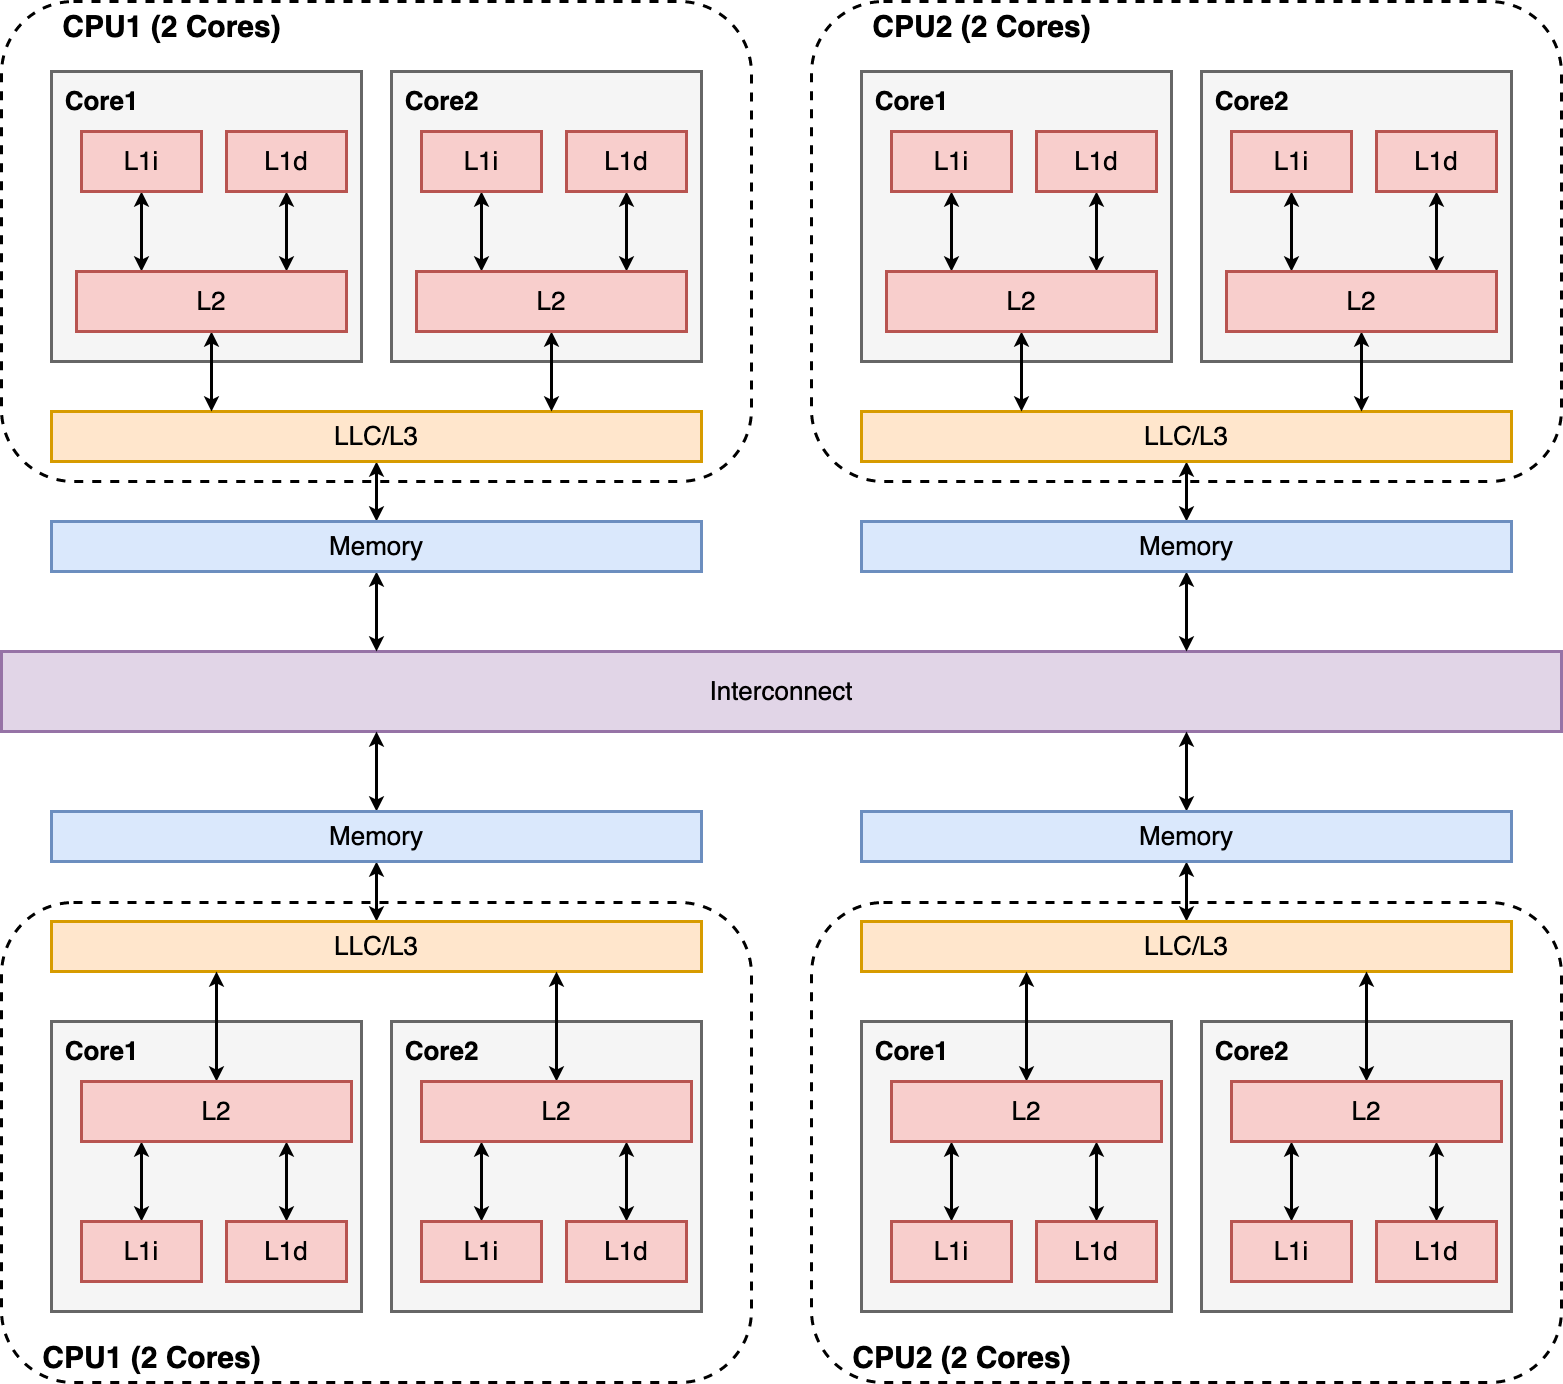 CPU1 (2 Cores)
CPU2 (2 Cores)
Core1
Core2
Core1
Core2
L1i
L1d
L1i
L1d
L1i
L1d
L1i
L1d
L2
L2
L2
L2
LLC/L3
LLC/L3
Memory
Memory
Interconnect
Memory
Memory
LLC/L3
LLC/L3
Core1
Core2
Core1
Core2
L2
L2
L2
L2
L1i
L1d
L1i
L1d
L1i
L1d
L1i
L1d
CPU1 (2 Cores)
CPU2 (2 Cores)